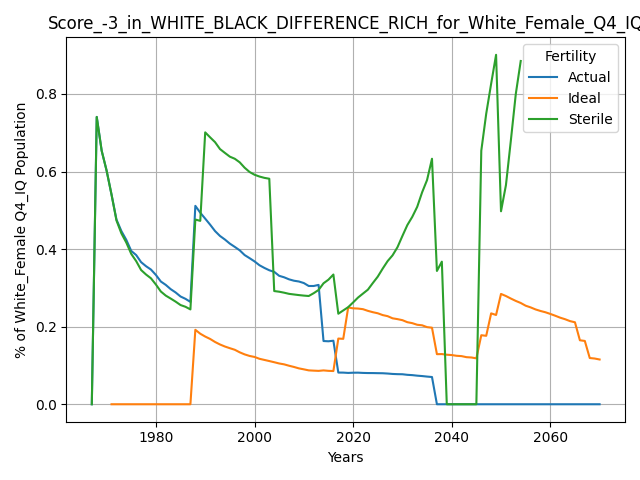 Score_-3_in_WHITE_BLACK_DIFFERENCE_RICH_for_White_Female_Q4_IQ
Fertility
Actual
Ideal
Sterile
% of White_Female Q4_IQ Population
0.8
0.6
0.4
0.2
0.0
1980 2000 2020 2040 2060
Years